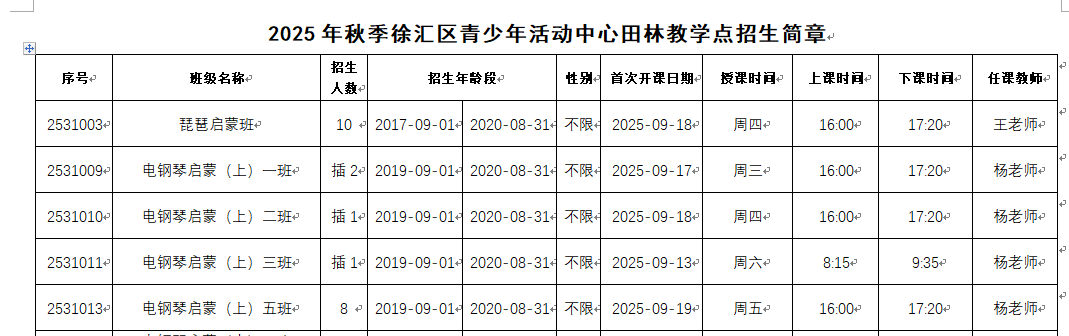 2025 年秋季徐汇区青少年活动中心田林教学点招生简章
序号 班级名称 招生人数 招生年龄段 性别 首次开课日期 授课时间 上课时间 下课时间 任课教师
2531003 琵琶启蒙班 10 2017-09-01 2020-08-31 不限 2025-09-18 周四 16:00 17:20 王老师
2531009 电钢琴启蒙（上）一班 插 2 2019-09-01 2020-08-31 不限 2025-09-17 周三 16:00 17:20 杨老师
2531010 电钢琴启蒙（上）二班 插 1 2019-09-01 2020-08-31 不限 2025-09-18 周四 16:00 17:20 杨老师
2531011 电钢琴启蒙（上）三班 插 1 2019-09-01 2020-08-31 不限 2025-09-13 周六 8:15 9:35 杨老师
2531013 电钢琴启蒙（上）五班 8 2019-09-01 2020-08-31 不限 2025-09-19 周五 16:00 17:20 杨老师